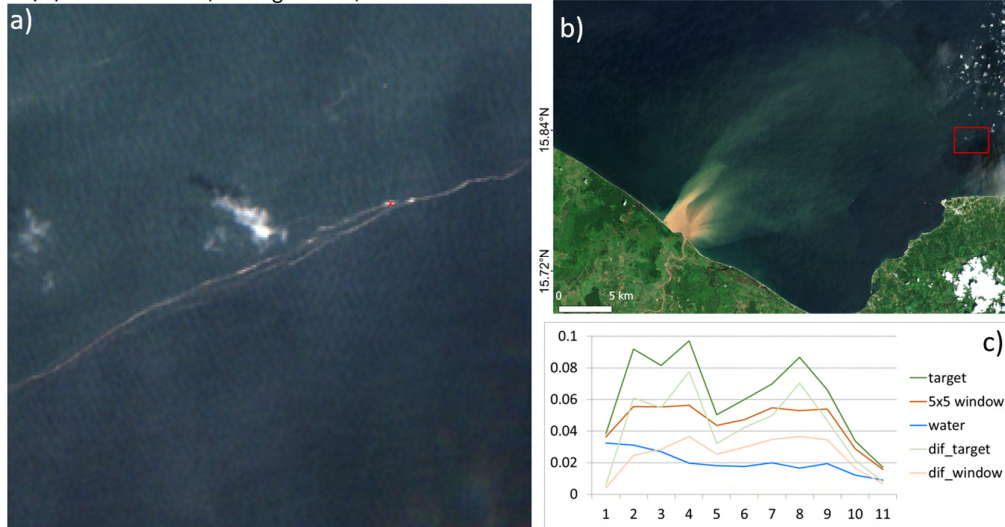 a)
b)
15.84°N
15.72°N
0 5 km
c)
0.1
0.08
0.06
0.04
0.02
0
1 2 3 4 5 6 7 8 9 10 11
target
5x5 window
water
dif_target
dif_window